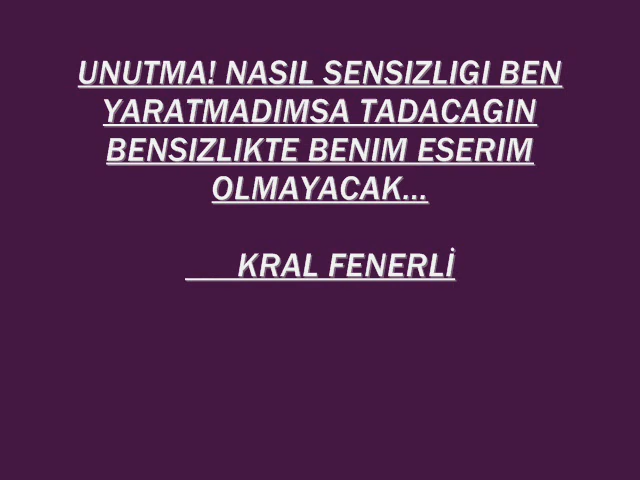 UNUTMA! NASIL SENSIZLIGI BEN
YARATMADIMSA TADACAGIN
BENSIZLIKTE BENIM ESERIM
OLMAYACAK...
KRAL FENERLİ